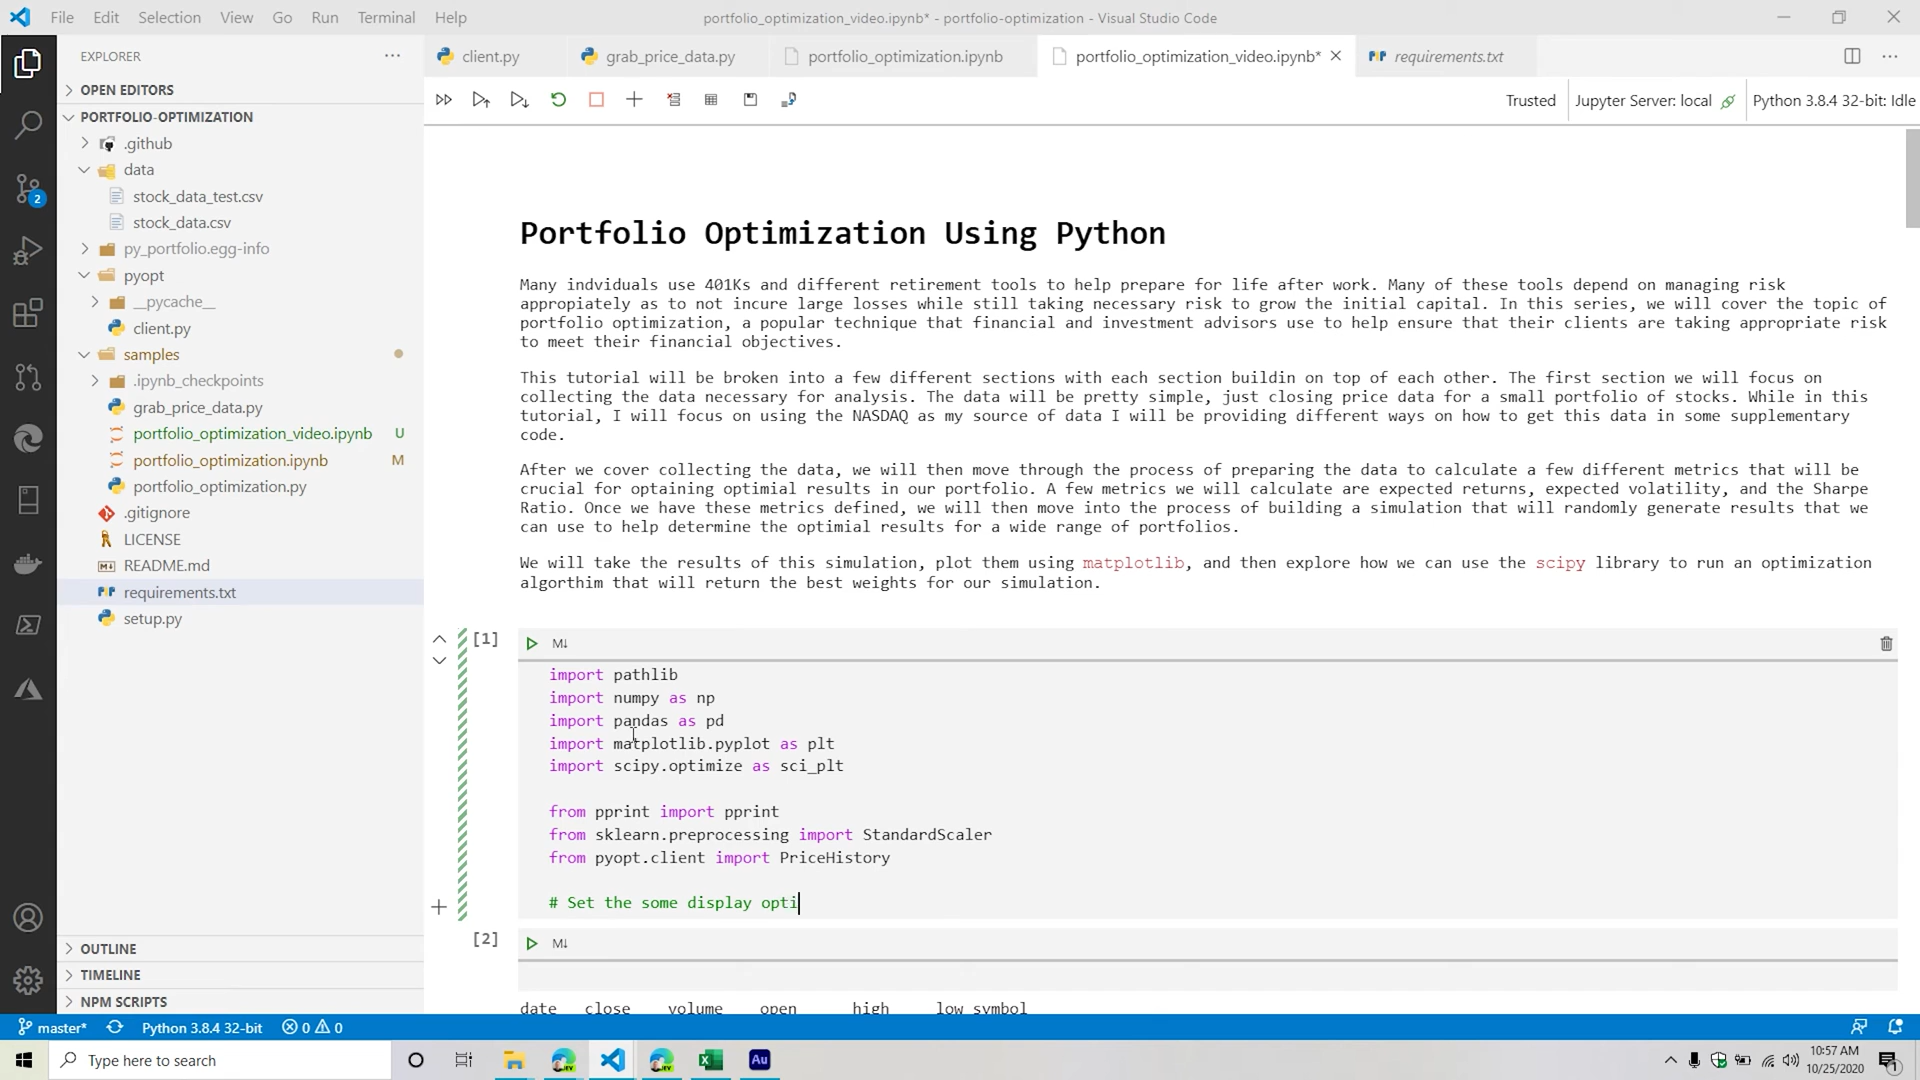 File Edit Selection View Go Run Terminal Help
portfolio_optimization_video.ipynb* - portfolio-optimization - Visual Studio Code
EXPLORER
client.py
grab_price_data.py
portfolio_optimization.ipynb
portfolio_optimization_video.ipynb*
requirements.txt
OPEN EDITORS
PORTFOLIO-OPTIMIZATION
.github
data
stock_data_test.csv
stock_data.csv
py_portfolio.egg-info
pyopt
__pycache__
client.py
samples
.ipynb_checkpoints
grab_price_data.py
portfolio_optimization_video.ipynb U
portfolio_optimization.ipynb M
portfolio_optimization.py
.gitignore
LICENSE
README.md
requirements.txt
setup.py
OUTLINE
TIMELINE
NPM SCRIPTS
2
Trusted
Jupyter Server: local
Python 3.8.4 32-bit: Idle
Portfolio Optimization Using Python
Many indviduals use 401Ks and different retirement tools to help prepare for life after work. Many of these tools depend on managing risk
appropiately as to not incure large losses while still taking necessary risk to grow the initial capital. In this series, we will cover the topic of
portfolio optimization, a popular technique that financial and investment advisors use to help ensure that their clients are taking appropriate risk
to meet their financial objectives.
This tutorial will be broken into a few different sections with each section buildin on top of each other. The first section we will focus on
collecting the data necessary for analysis. The data will be pretty simple, just closing price data for a small portfolio of stocks. While in this
tutorial, I will focus on using the NASDAQ as my source of data I will be providing different ways on how to get this data in some supplementary
code.
After we cover collecting the data, we will then move through the process of preparing the data to calculate a few different metrics that will be
crucial for optaining optimial results in our portfolio. A few metrics we will calculate are expected returns, expected volatility, and the Sharpe
Ratio. Once we have these metrics defined, we will then move into the process of building a simulation that will randomly generate results that we
can use to help determine the optimial results for a wide range of portfolios.
We will take the results of this simulation, plot them using matplotlib, and then explore how we can use the scipy library to run an optimization
algorthim that will return the best weights for our simulation.
[1]
M↓
import pathlib
import numpy as np
import pandas as pd
import matplotlib.pyplot as plt
import scipy.optimize as sci_plt
from pprint import pprint
from sklearn.preprocessing import StandardScaler
from pyopt.client import PriceHistory
# Set the some display opti
[2]
M↓
date close volume open high low symbol
master*
Python 3.8.4 32-bit
0
0
Type here to search
DEV
DEV
Au
10:57 AM
10/25/2020
1